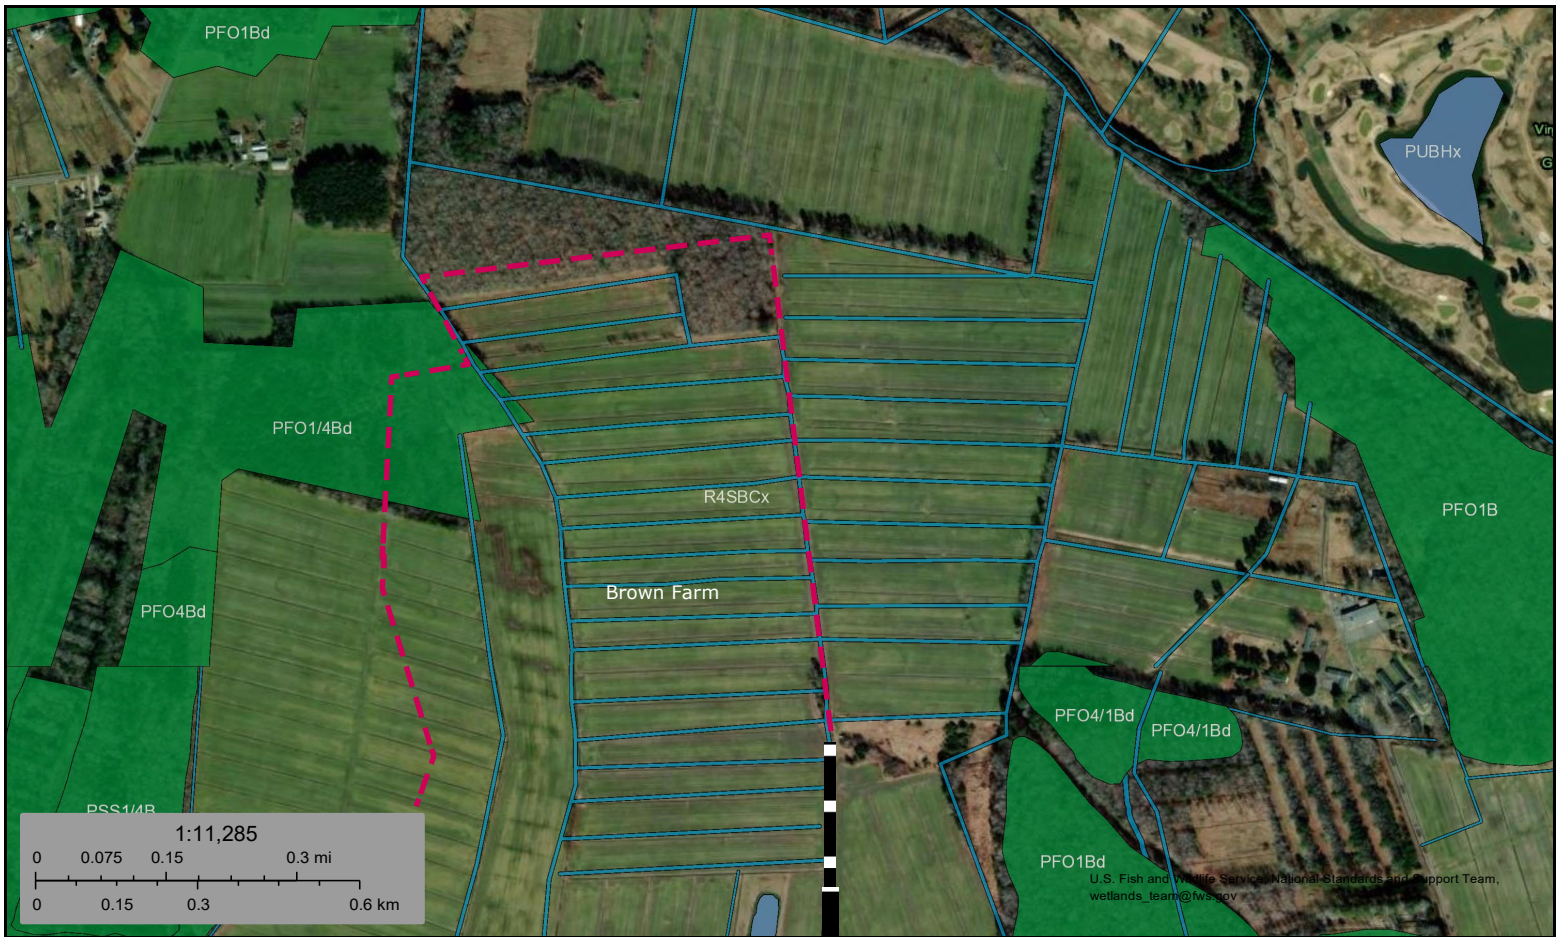 PFO1Bd
PUBHx
PFO1/4Bd
R4SBCx
PFO1B
Brown Farm
PFO4Bd
PFO4/1Bd
PFO4/1Bd
PSS1/4B
1:11,285
0 0.075 0.15 0.3 mi
0 0.15 0.3 0.6 km
PFO1Bd
U.S. Fish and Wildlife Service, National Standards and Support Team,
wetlands_team@fws.gov